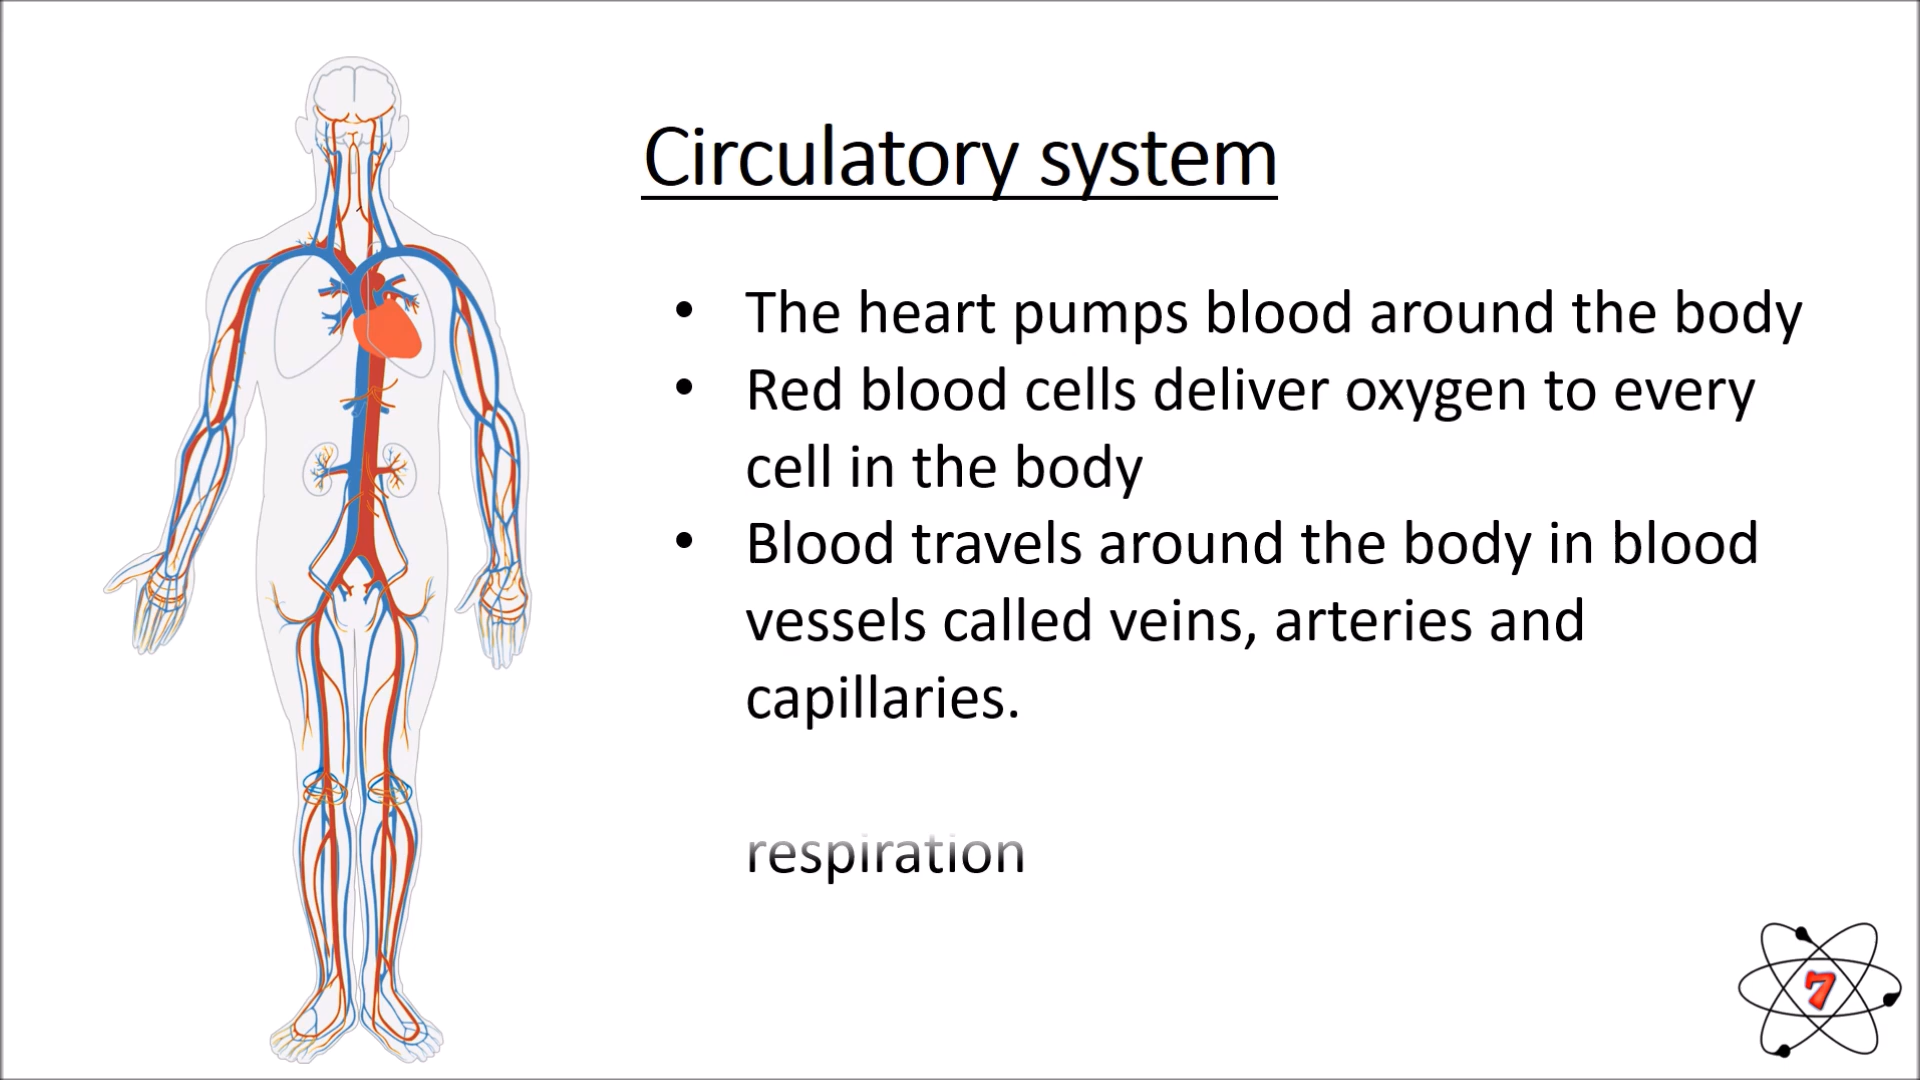 Circulatory system
• The heart pumps blood around the body
• Red blood cells deliver oxygen to every
cell in the body
• Blood travels around the body in blood
vessels called veins, arteries and
capillaries.
respiration
7